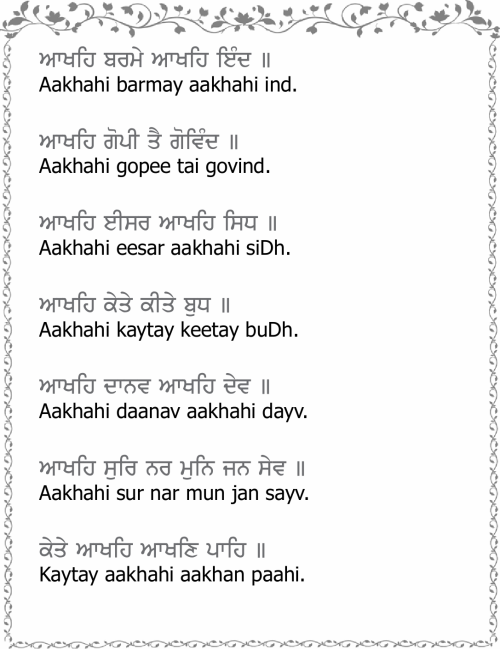 ਆਖਹਿ ਬਰਮੇ ਆਖਹਿ ਇੰਦ ॥
Aakhahi barmay aakhahi ind.
ਆਖਹਿ ਗੋਪੀ ਤੈ ਗੋਵਿੰਦ ॥
Aakhahi gopee tai govind.
ਆਖਹਿ ਈਸਰ ਆਖਹਿ ਸਿਧ ॥
Aakhahi eesar aakhahi siDh.
ਆਖਹਿ ਕੇਤੇ ਕੀਤੇ ਬੁਧ ॥
Aakhahi kaytay keetay buDh.
ਆਖਹਿ ਦਾਨਵ ਆਖਹਿ ਦੇਵ ॥
Aakhahi daanav aakhahi dayv.
ਆਖਹਿ ਸੁਰਿ ਨਰ ਮੁਨਿ ਜਨ ਸੇਵ ॥
Aakhahi sur nar mun jan sayv.
ਕੇਤੇ ਆਖਹਿ ਆਖਣਿ ਪਾਹਿ ॥
Kaytay aakhahi aakhan paahi.